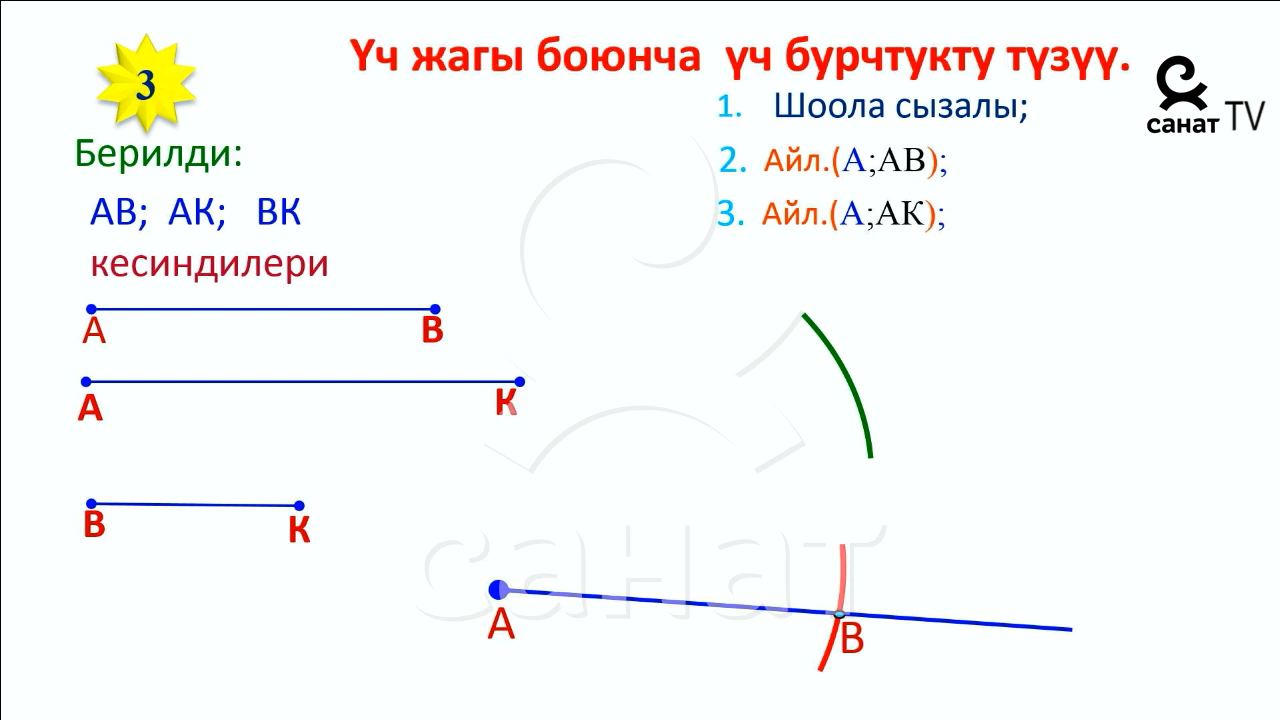 3
Үч жагы боюнча үч бурчтукту түзүү.
санат TV
Берилди:
АВ; АК; ВК
кесиндилери
1. Шоола сызалы;
2. Айл.(А;АВ);
3. Айл.(А;АК);
А В
А К
В К
А В
санат